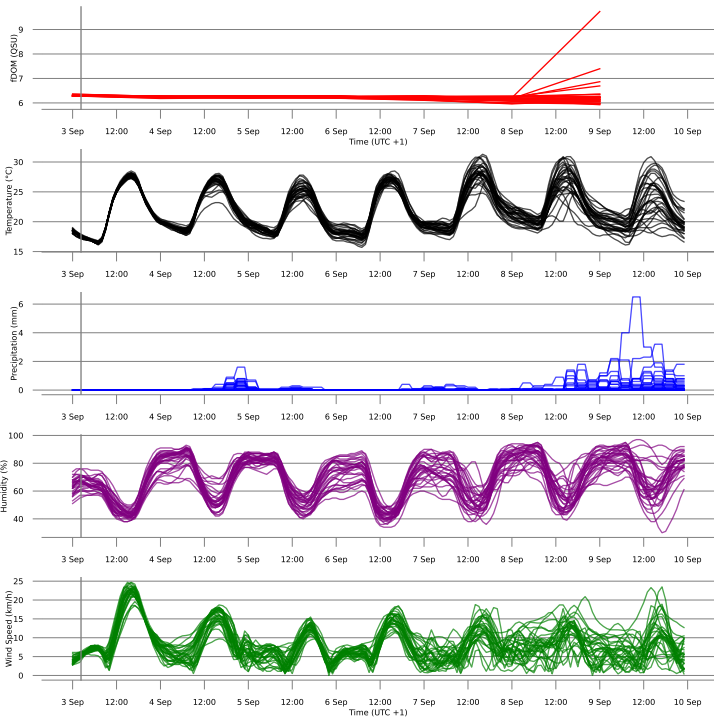 fDOM (QSU)
9
8
7
6
3 Sep 12:00 4 Sep 12:00 5 Sep 12:00 6 Sep 12:00 7 Sep 12:00 8 Sep 12:00 9 Sep 12:00 10 Sep
Time (UTC +1)
Temperature (°C)
30
25
20
15
3 Sep 12:00 4 Sep 12:00 5 Sep 12:00 6 Sep 12:00 7 Sep 12:00 8 Sep 12:00 9 Sep 12:00 10 Sep
Precipitation (mm)
6
4
2
0
3 Sep 12:00 4 Sep 12:00 5 Sep 12:00 6 Sep 12:00 7 Sep 12:00 8 Sep 12:00 9 Sep 12:00 10 Sep
Humidity (%)
100
80
60
40
3 Sep 12:00 4 Sep 12:00 5 Sep 12:00 6 Sep 12:00 7 Sep 12:00 8 Sep 12:00 9 Sep 12:00 10 Sep
Wind Speed (km/h)
25
20
15
10
5
0
3 Sep 12:00 4 Sep 12:00 5 Sep 12:00 6 Sep 12:00 7 Sep 12:00 8 Sep 12:00 9 Sep 12:00 10 Sep
Time (UTC +1)